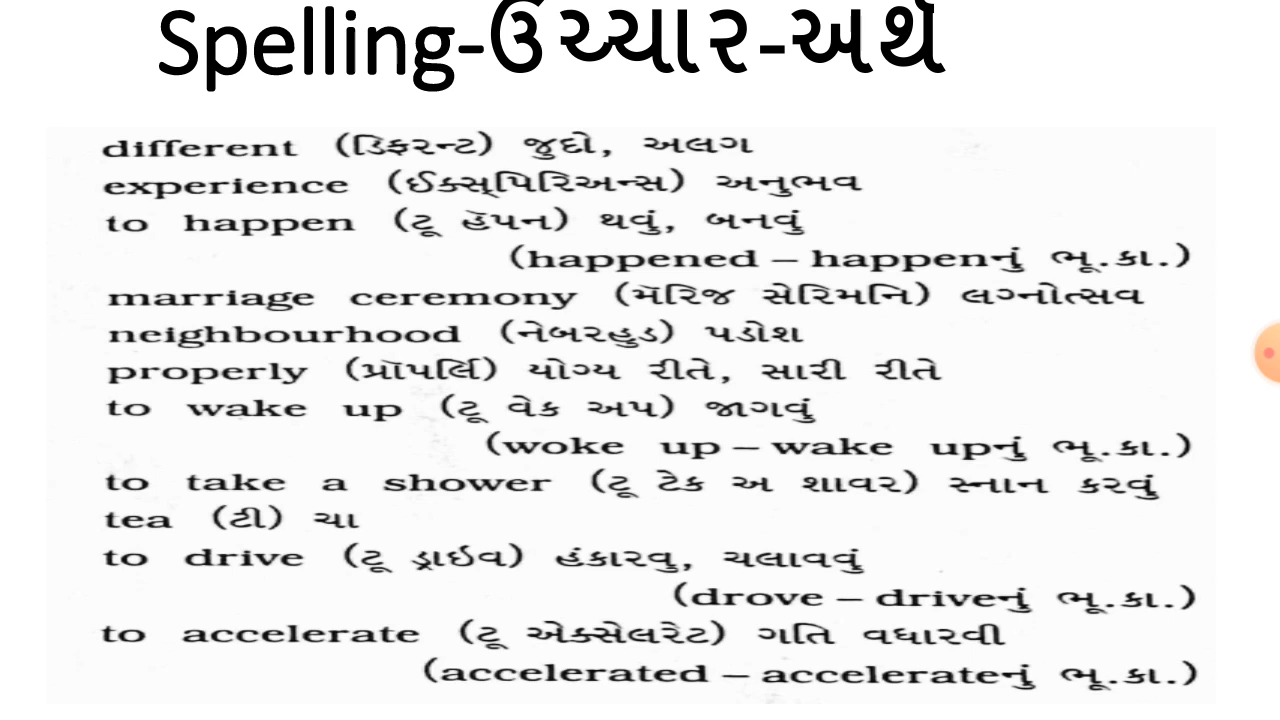 Spelling-ઉચ્ચાર-અર્થ
different (ડિફરન્ટ) જુદો, અલગ
experience (ઈક્સ્પિરિઅન્સ) અનુભવ
to happen (ટૂ હૅપન) થવું, બનવું
(happened – happenનું ભૂ.કા.)
marriage ceremony (મૅરિજ સેરિમનિ) લગ્નોત્સવ
neighbourhood (નેબરહુડ) પડોશ
properly (પ્રૉપર્લિ) યોગ્ય રીતે, સારી રીતે
to wake up (ટૂ વેક અપ) જાગવું
(woke up – wake upનું ભૂ.કા.)
to take a shower (ટૂ ટેક અ શાવર) સ્નાન કરવું
tea (ટી) ચા
to drive (ટૂ ડ્રાઇવ) હંકારવુ, ચલાવવું
(drove – driveનું ભૂ.કા.)
to accelerate (ટૂ એક્સેલરેટ) ગતિ વધારવી
(accelerated – accelerateનું ભૂ.કા.)